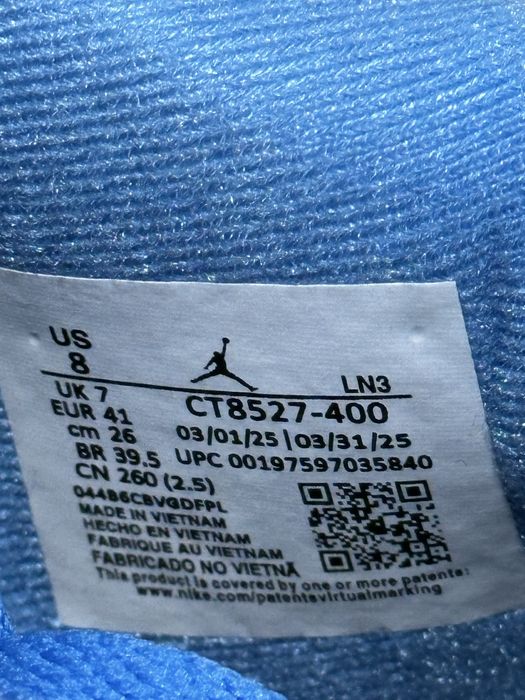 US
8
LN3
UK 7
CT8527-400
EUR 41
03/01/25 | 03/31/25
cm 26
UPC 00197597035840
BR 39.5
CN 260 (2.5)
044B6CBVGDFPL
MADE IN VIETNAM
HECHO EN VIETNAM
FABRIQUE AU VIETNAM
FABRICADO NO VIETNÃ
This product is covered by one or more patents:
www.nike.com/patentsvirtualmarking